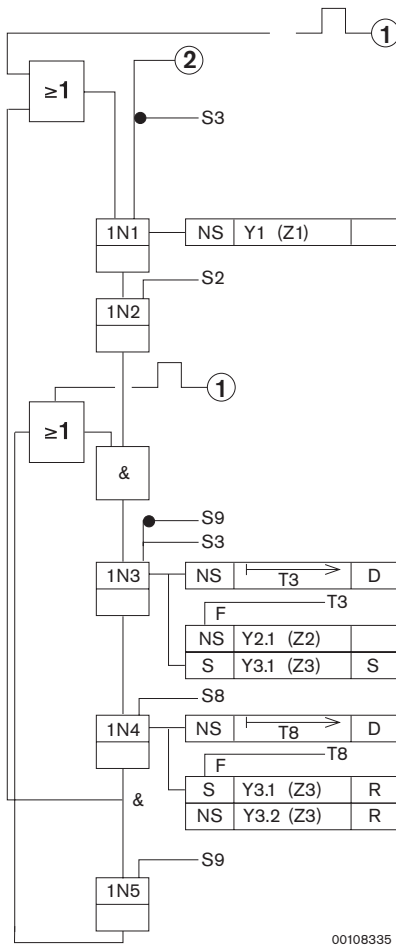 1
≥1
2
S3
1N1 NS Y1 (Z1)
S2
1N2
1
≥1
&
S9
S3
1N3 NS T3 D
T3
F
NS Y2.1 (Z2)
S Y3.1 (Z3) S
S8
1N4 NS T8 D
T8
F
S Y3.1 (Z3) R
&
NS Y3.2 (Z3) R
S9
1N5
00108335